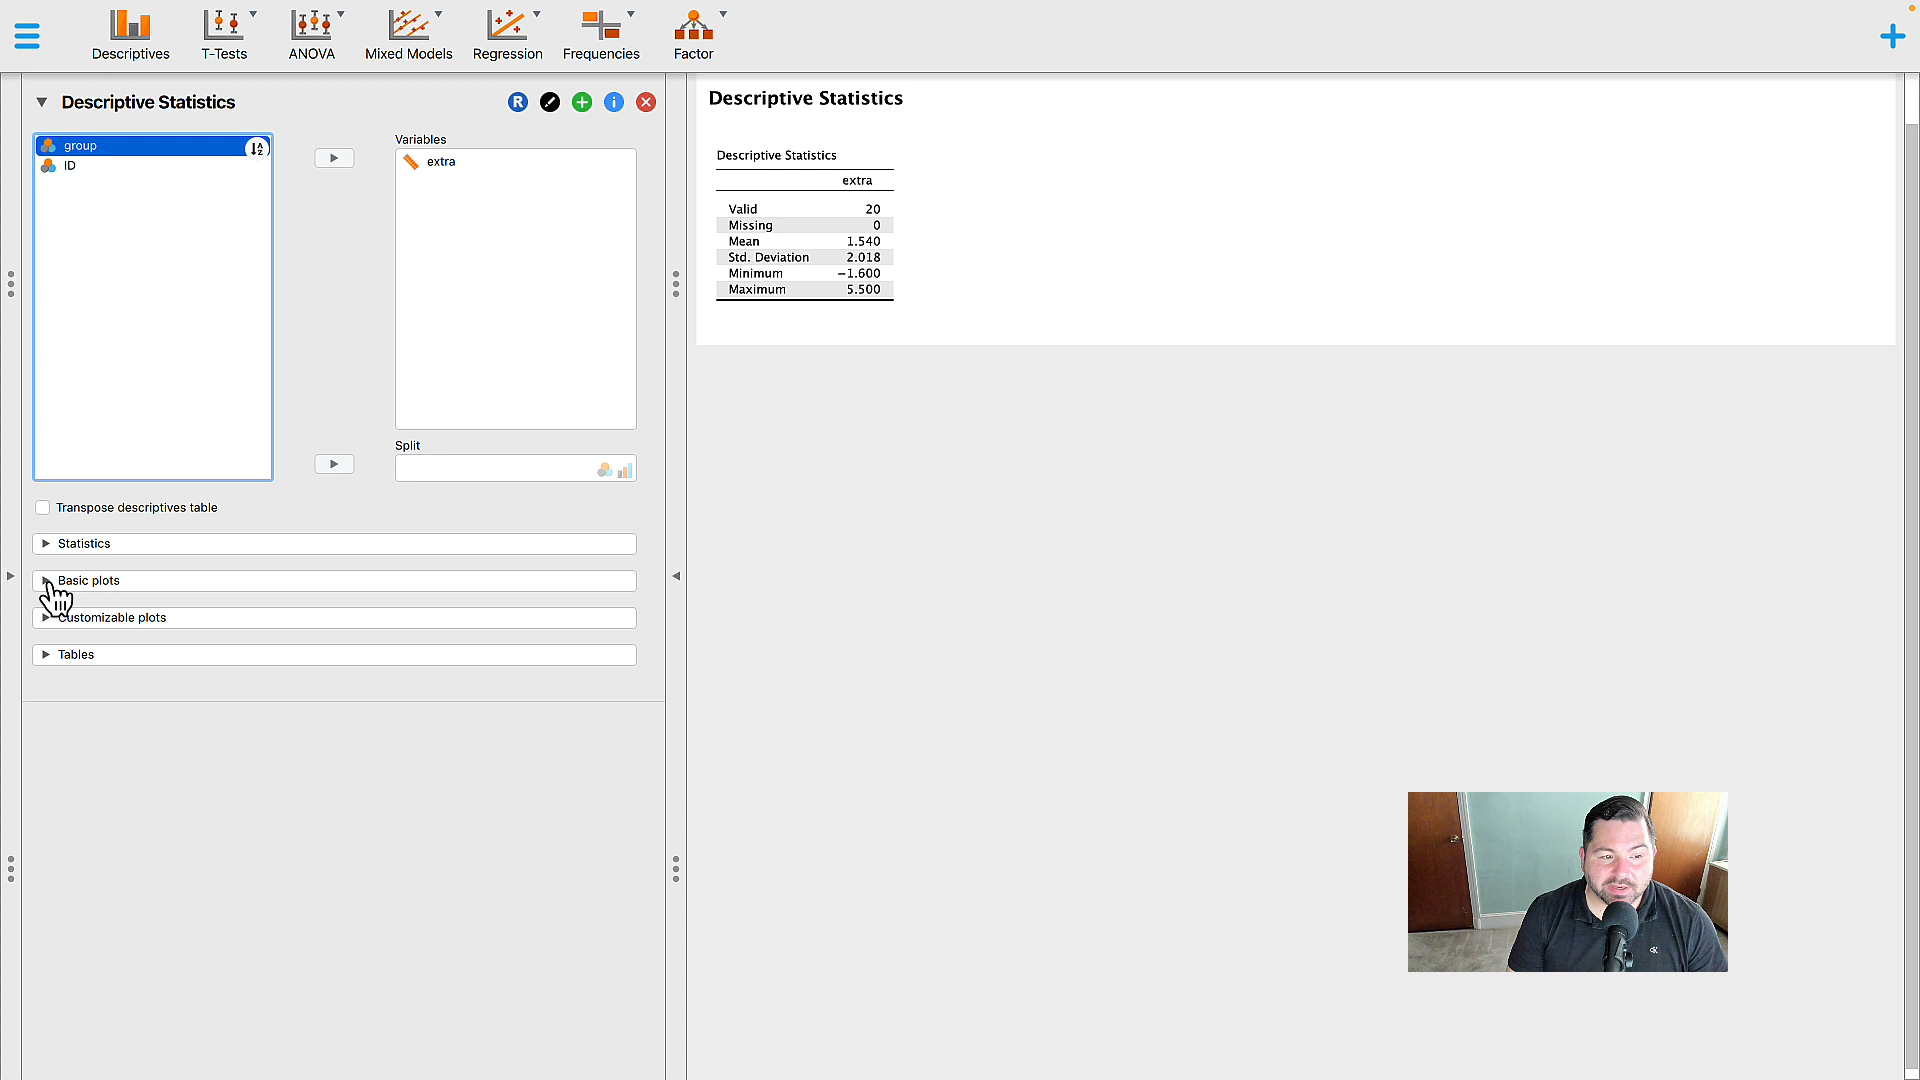 Descriptives
T-Tests
ANOVA
Mixed Models
Regression
Frequencies
Factor
Descriptive Statistics
R
i
group
ID
Variables
extra
Split
Transpose descriptives table
Statistics
Basic plots
Customizable plots
Tables
Descriptive Statistics
Descriptive Statistics
extra
Valid 20
Missing 0
Mean 1.540
Std. Deviation 2.018
Minimum −1.600
Maximum 5.500